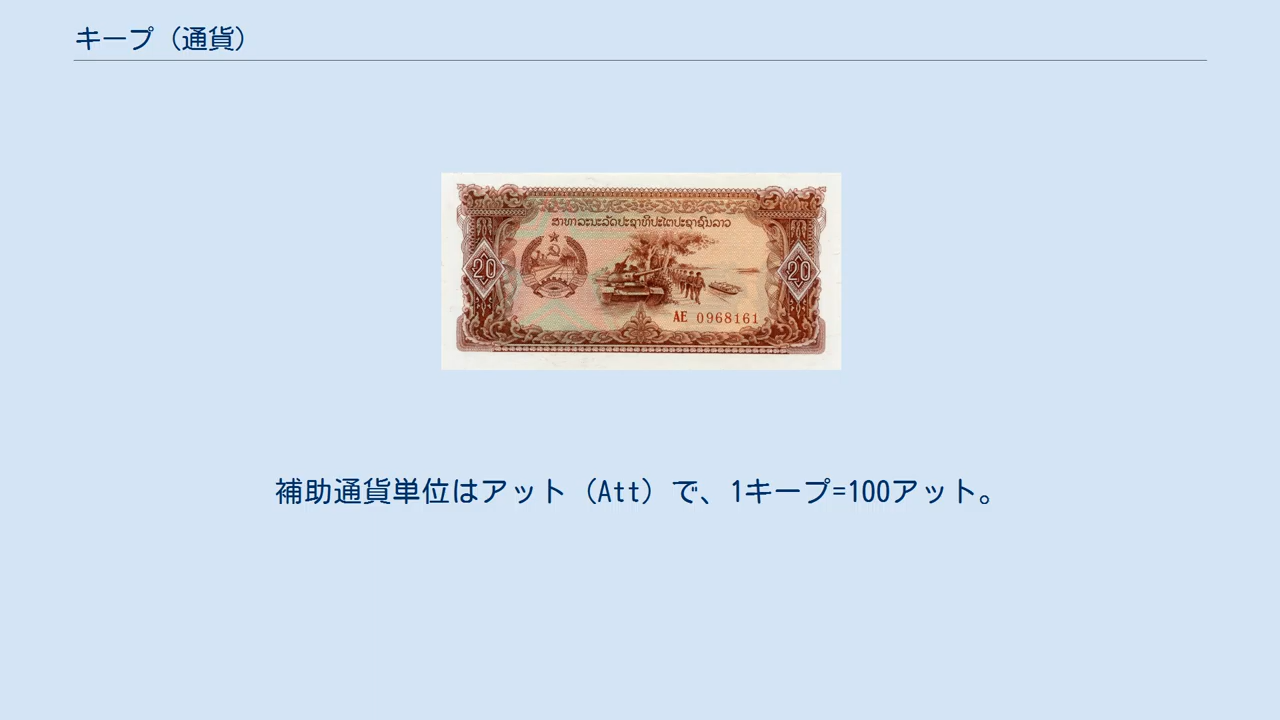 キープ（通貨）
ສາທາລະນະລັດປະຊາທິປະໄຕປະຊາຊົນລາວ
20
20
AE 0968161
補助通貨単位はアット（Att）で、1キープ=100アット。